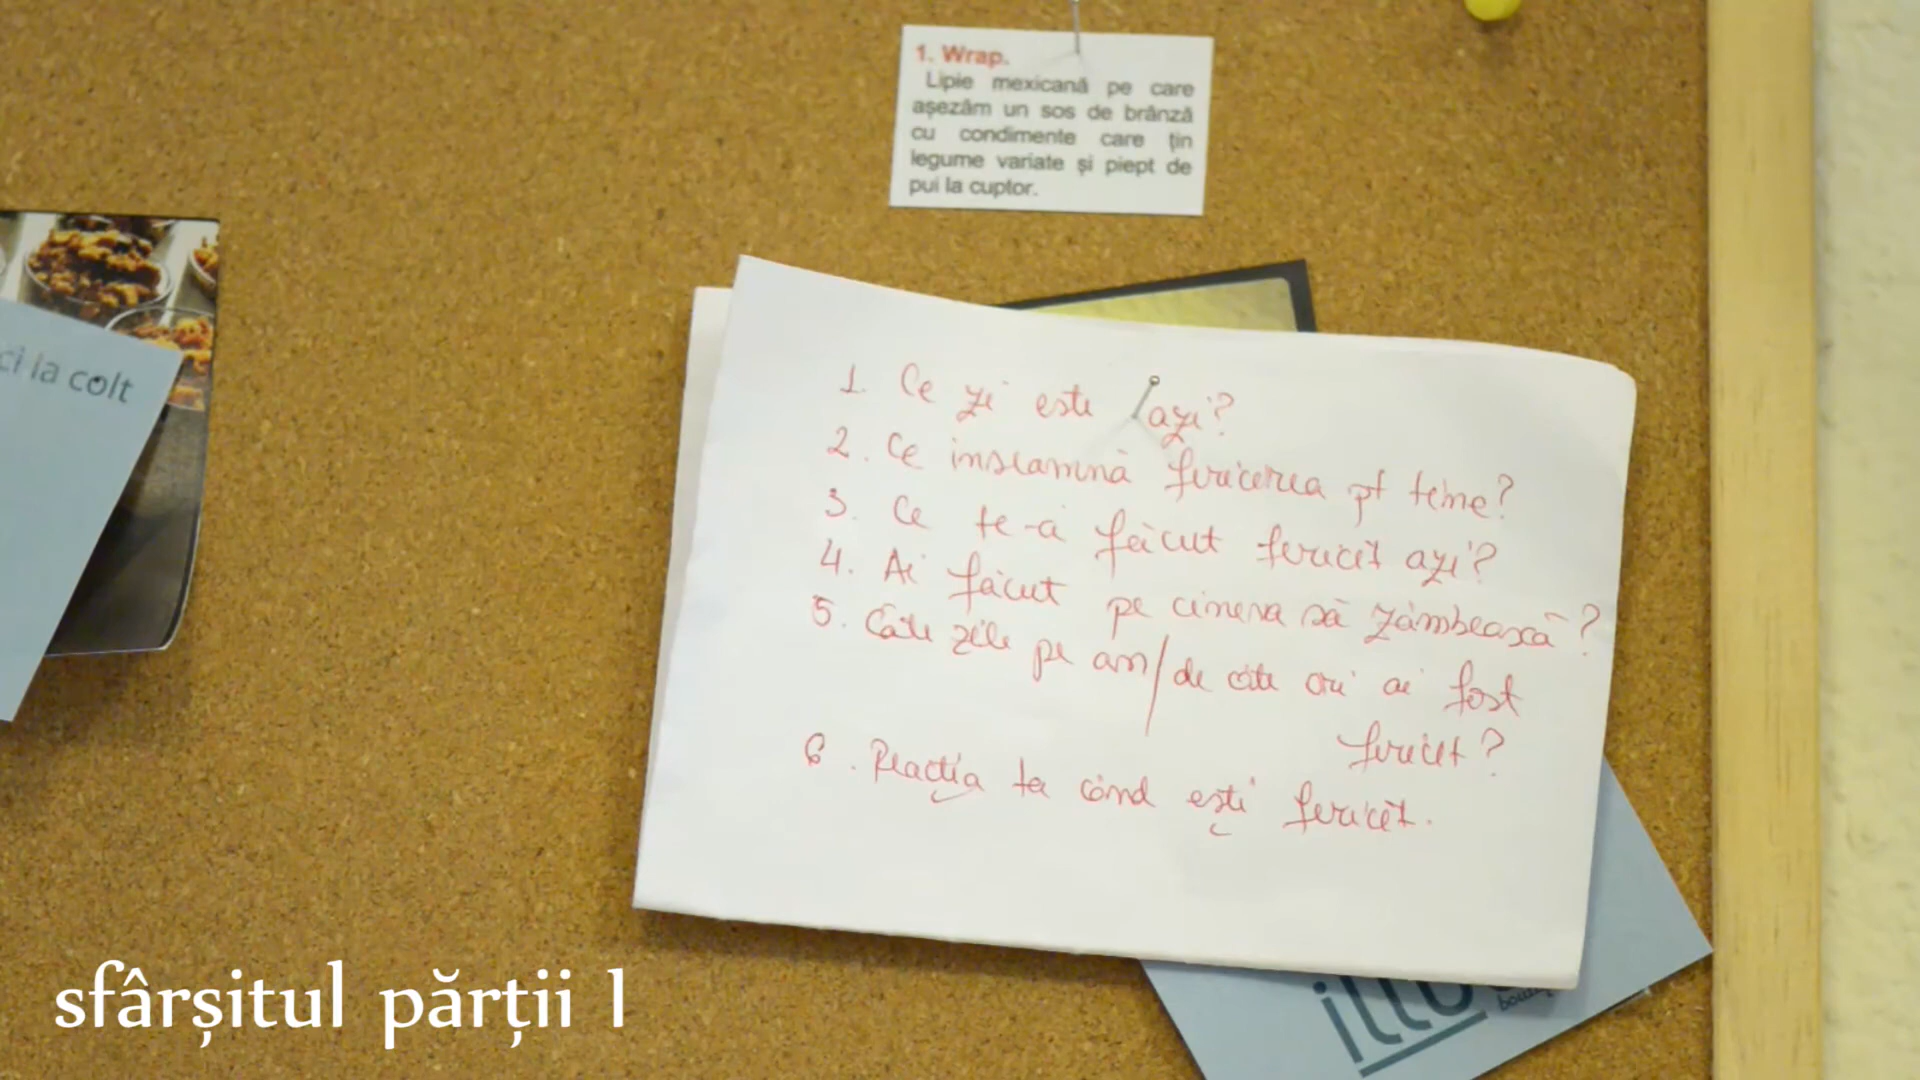 1. Wrap.
Lipie mexicană pe care
așezăm un sos de brânză
cu condimente care țin
legume variate și piept de
pui la cuptor.
ci la colt
1. Ce zi este azi?
2. Ce înseamnă fericirea pt tine?
3. Ce te-a făcut fericit azi?
4. Ai făcut pe cineva să zâmbească?
5. Câte zile pe an/de câte ori ai fost
fericit?
6. Reacția ta când ești fericit.
sfârșitul părții 1